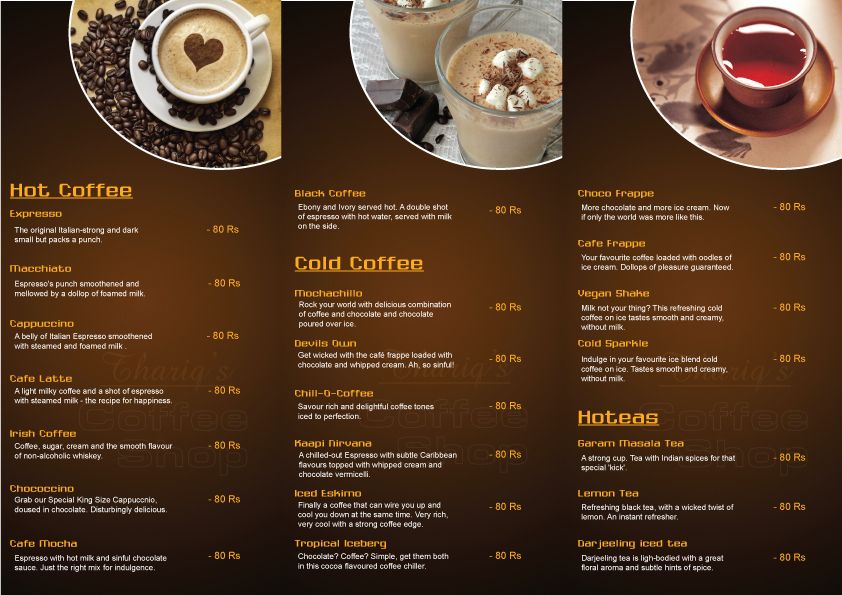 Hot Coffee
Expresso
The original Italian-strong and dark
small but packs a punch.
- 80 Rs
Macchiato
Espresso's punch smoothened and
mellowed by a dollop of foamed milk.
- 80 Rs
Cappuccino
A belly of Italian Espresso smoothened
with steamed and foamed milk .
- 80 Rs
Cafe Latte
A light milky coffee and a shot of espresso
with steamed milk - the recipe for happiness.
- 80 Rs
Irish Coffee
Coffee, sugar, cream and the smooth flavour
of non-alcoholic whiskey.
- 80 Rs
Chococcino
Grab our Special King Size Cappuccnio,
doused in chocolate. Disturbingly delicious.
- 80 Rs
Cafe Mocha
Espresso with hot milk and sinful chocolate
sauce. Just the right mix for indulgence.
- 80 Rs
Black Coffee
Ebony and Ivory served hot. A double shot
of espresso with hot water, served with milk
on the side.
- 80 Rs
Cold Coffee
Mochachillo
Rock your world with delicious combination
of coffee and chocolate and chocolate
poured over ice.
- 80 Rs
Devils Own
Get wicked with the café frappe loaded with
chocolate and whipped cream. Ah, so sinful!
- 80 Rs
Chill-O-Coffee
Savour rich and delightful coffee tones
iced to perfection.
- 80 Rs
Kaapi Nirvana
A chilled-out Espresso with subtle Caribbean
flavours topped with whipped cream and
chocolate vermicelli.
- 80 Rs
Iced Eskimo
Finally a coffee that can wire you up and
cool you down at the same time. Very rich,
very cool with a strong coffee edge.
- 80 Rs
Tropical Iceberg
Chocolate? Coffee? Simple, get them both
in this cocoa flavoured coffee chiller.
- 80 Rs
Choco Frappe
More chocolate and more ice cream. Now
if only the world was more like this.
- 80 Rs
Cafe Frappe
Your favourite coffee loaded with oodles of
ice cream. Dollops of pleasure guaranteed.
- 80 Rs
Vegan Shake
Milk not your thing? This refreshing cold
coffee on ice tastes smooth and creamy,
without milk.
- 80 Rs
Cold Sparkle
Indulge in your favourite ice blend cold
coffee on ice. Tastes smooth and creamy,
without milk.
- 80 Rs
Hoteas
Garam Masala Tea
A strong cup. Tea with Indian spices for that
special 'kick'.
- 80 Rs
Lemon Tea
Refreshing black tea, with a wicked twist of
lemon. An instant refresher.
- 80 Rs
Darjeeling iced tea
Darjeeling tea is ligh-bodied with a great
floral aroma and subtle hints of spice.
- 80 Rs
Charig's
Coffee
Shop